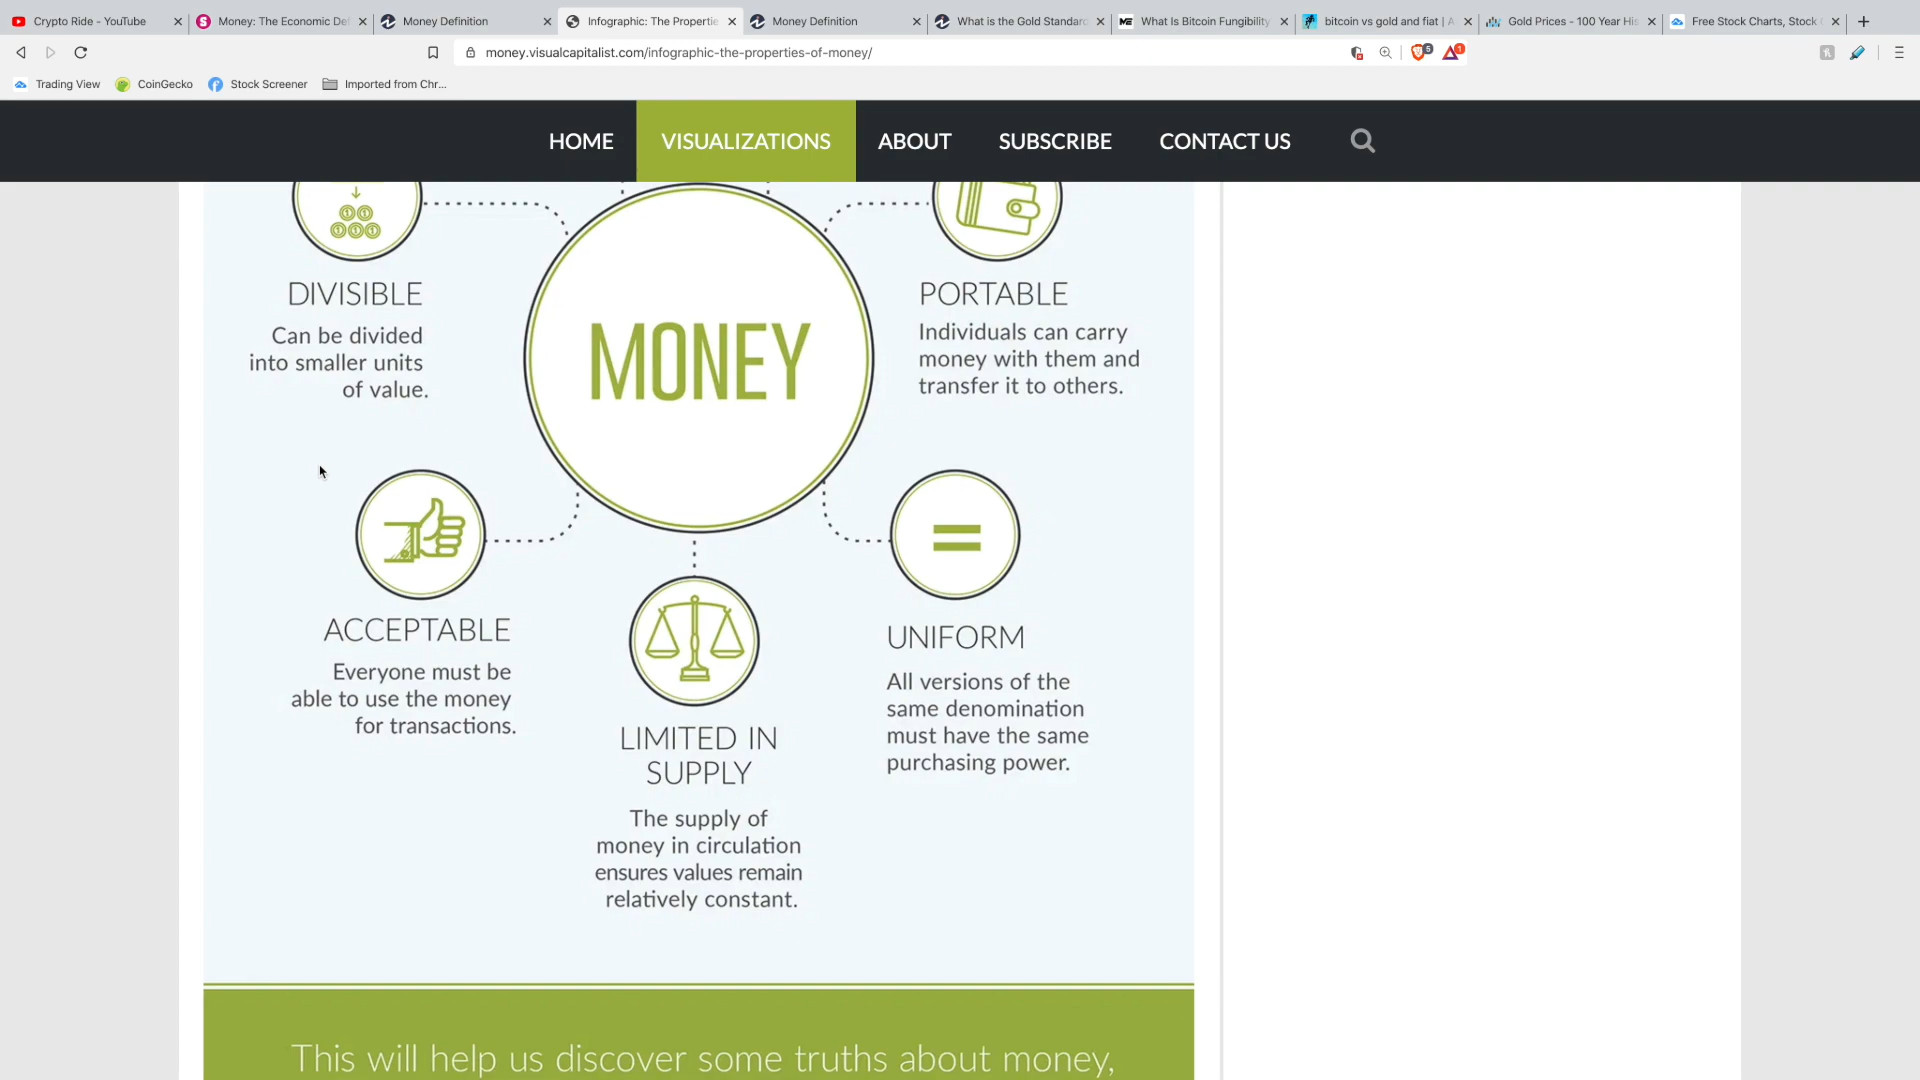 Crypto Ride - YouTube
Money: The Economic De
Money Definition
Infographic: The Propertie
Money Definition
What is the Gold Standard
What Is Bitcoin Fungibility
bitcoin vs gold and fiat | A
Gold Prices - 100 Year His
Free Stock Charts, Stock
money.visualcapitalist.com/infographic-the-properties-of-money/
5
1
Trading View
CoinGecko
Stock Screener
Imported from Chr...
HOME
VISUALIZATIONS
ABOUT
SUBSCRIBE
CONTACT US
DIVISIBLE
Can be divided
into smaller units
of value.
MONEY
PORTABLE
Individuals can carry
money with them and
transfer it to others.
ACCEPTABLE
Everyone must be
able to use the money
for transactions.
LIMITED IN
SUPPLY
The supply of
money in circulation
ensures values remain
relatively constant.
UNIFORM
All versions of the
same denomination
must have the same
purchasing power.
This will help us discover some truths about money,